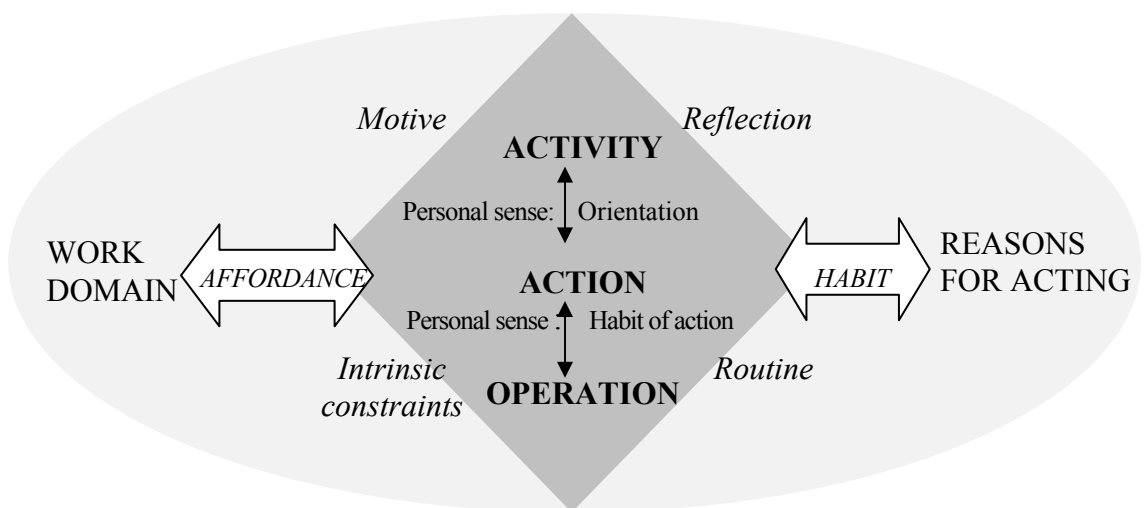 Motive
Reflection
ACTIVITY
Personal sense: Orientation
WORK
DOMAIN
AFFORDANCE
HABIT
REASONS
FOR ACTING
ACTION
Personal sense : Habit of action
Intrinsic
constraints
OPERATION
Routine